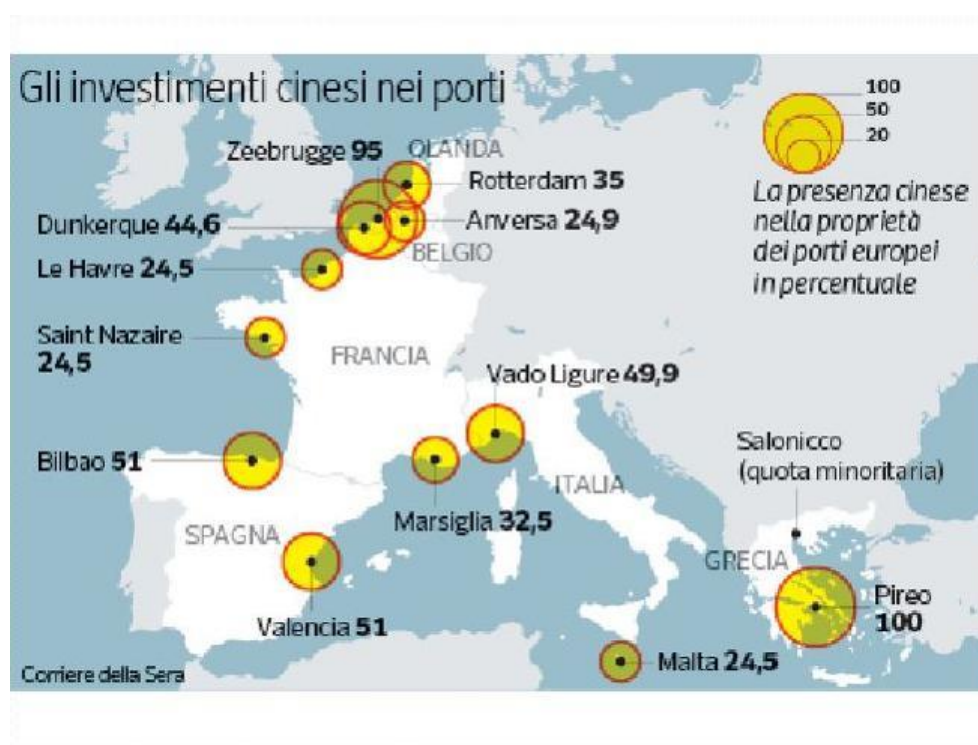 Gli investimenti cinesi nei porti
100
50
20
La presenza cinese
nella proprietà
dei porti europei
in percentuale
Zeebrugge 95
OLANDA
Rotterdam 35
Dunkerque 44,6
Anversa 24,9
BELGIO
Le Havre 24,5
Saint Nazaire
24,5
FRANCIA
Vado Ligure 49,9
Bilbao 51
Salonicco
(quota minoritaria)
ITALIA
Marsiglia 32,5
SPAGNA
GRECIA
Pireo
100
Valencia 51
Malta 24,5
Corriere della Sera